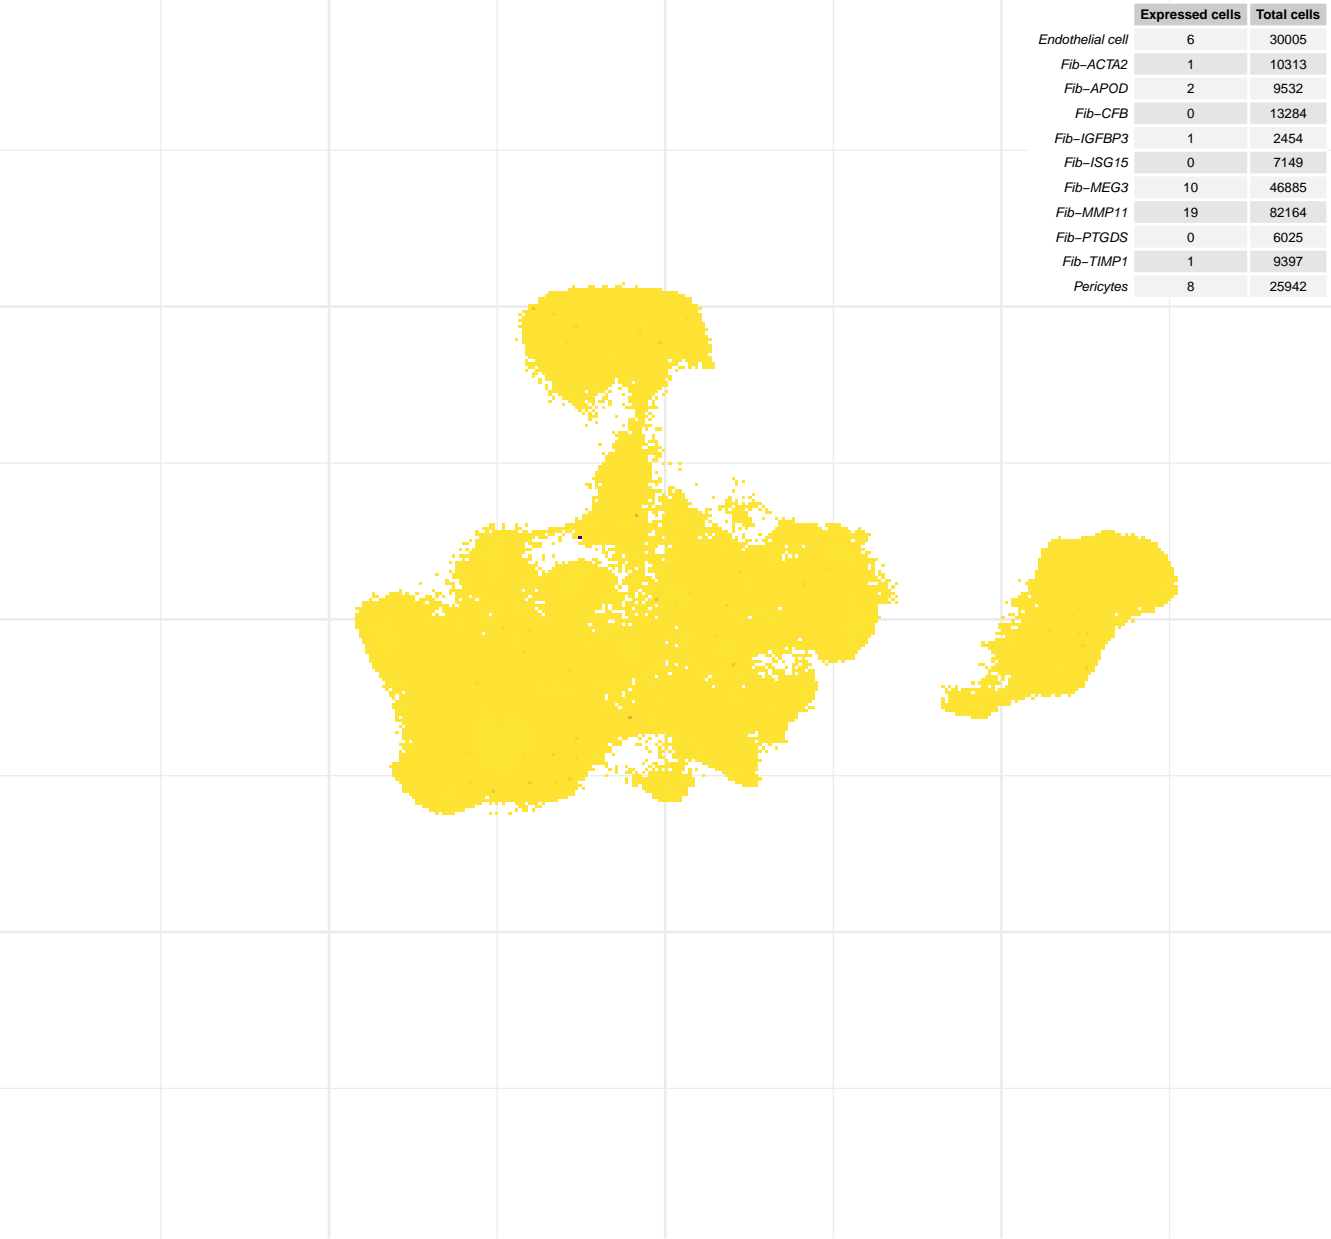 Expressed cells Total cells
Endothelial cell 6 30005
Fib−ACTA2 1 10313
Fib−APOD 2 9532
Fib−CFB 0 13284
Fib−IGFBP3 1 2454
Fib−ISG15 0 7149
Fib−MEG3 10 46885
Fib−MMP11 19 82164
Fib−PTGDS 0 6025
Fib−TIMP1 1 9397
Pericytes 8 25942